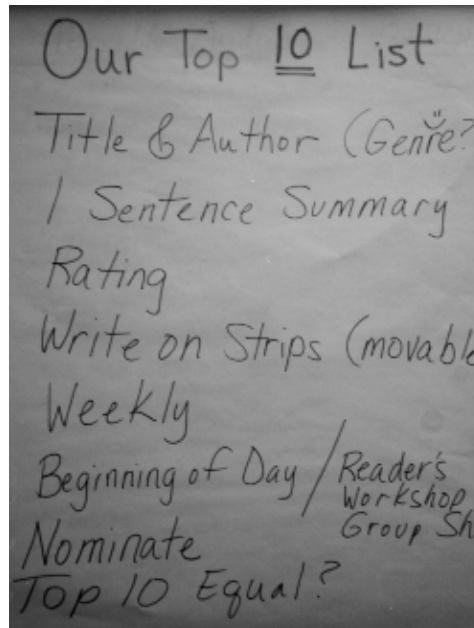 Our Top 10 List
Title & Author (Genre?
1 Sentence Summary
Rating
Write on Strips (movable
Weekly
Beginning of Day / Reader's
Workshop
Group Sh
Nominate
Top 10 Equal?